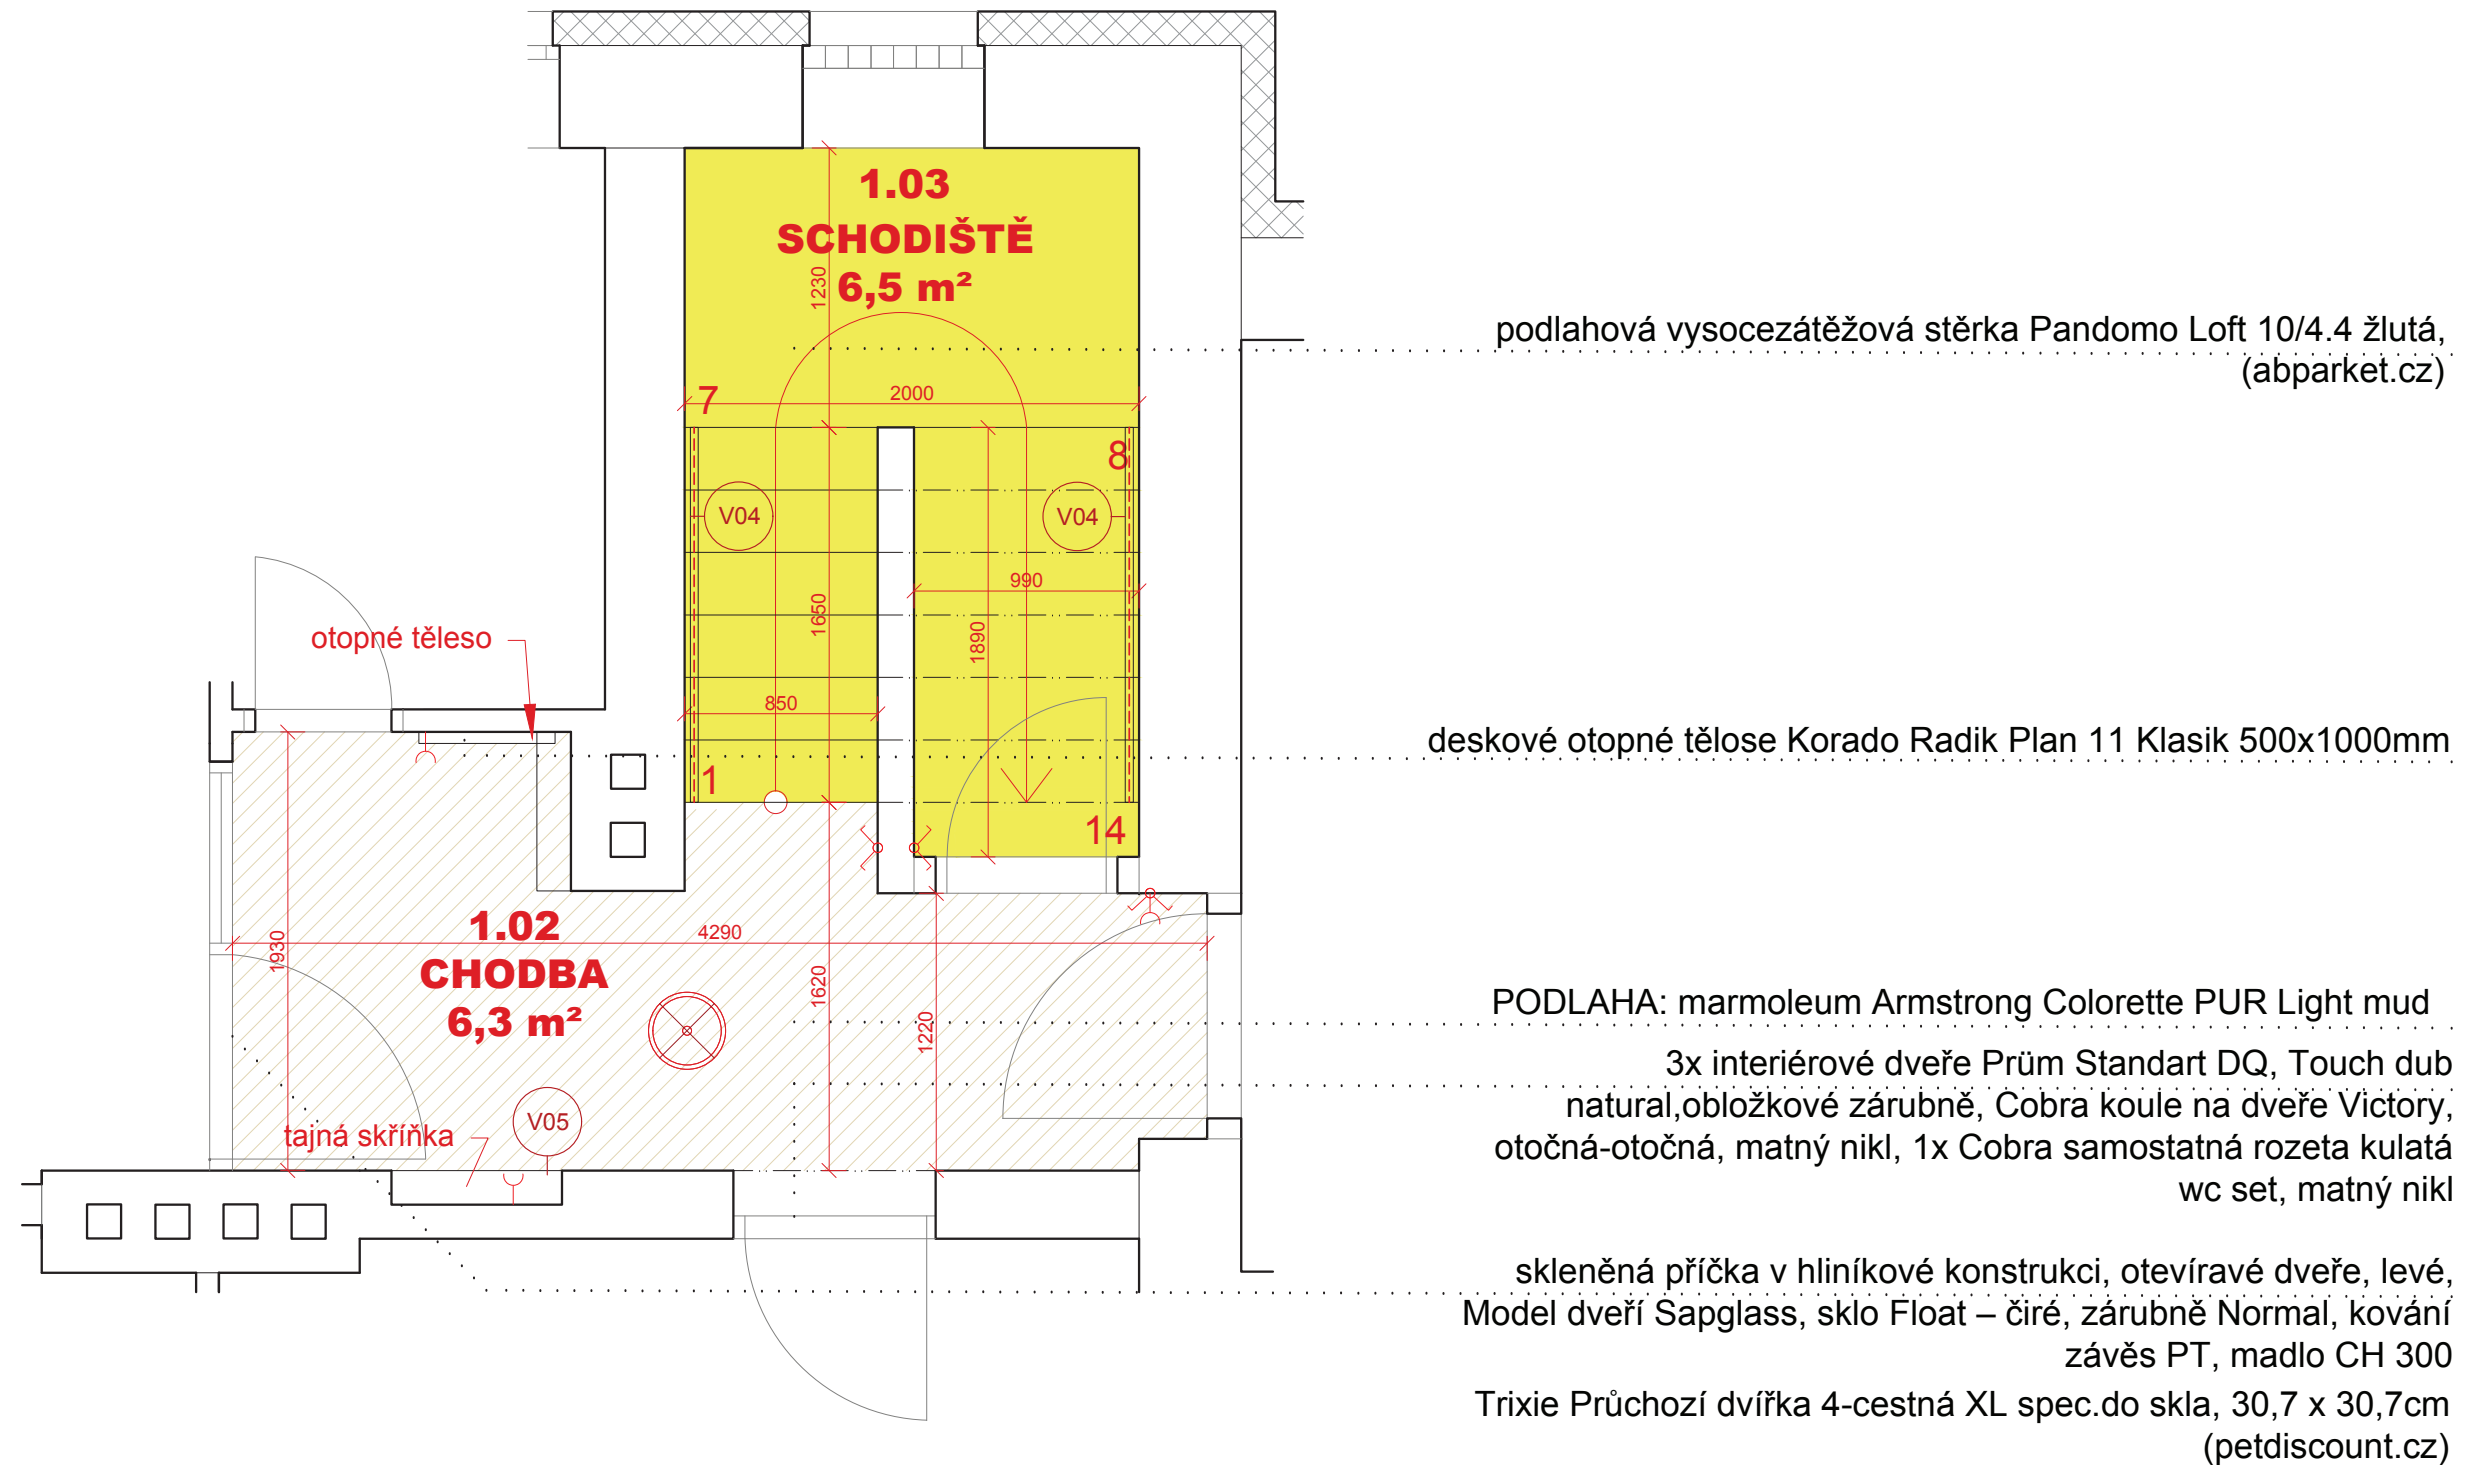 1.03
SCHODIŠTĚ
6,5 m²
1230
podlahová vysocezátěžová stěrka Pandomo Loft 10/4.4 žlutá,
(abparket.cz)
7
2000
8
V04
V04
990
1650
1890
otopné těleso
850
deskové otopné tělose Korado Radik Plan 11 Klasik 500x1000mm
1
14
1.02
CHODBA
6,3 m²
1930
4290
1620
1220
PODLAHA: marmoleum Armstrong Colorette PUR Light mud
3x interiérové dveře Prüm Standart DQ, Touch dub
natural,obložkové zárubně, Cobra koule na dveře Victory,
otočná-otočná, matný nikl, 1x Cobra samostatná rozeta kulatá
wc set, matný nikl
tajná skříňka
V05
skleněná příčka v hliníkové konstrukci, otevíravé dveře, levé,
Model dveří Sapglass, sklo Float – čiré, zárubně Normal, kování
závěs PT, madlo CH 300
Trixie Průchozí dvířka 4-cestná XL spec.do skla, 30,7 x 30,7cm
(petdiscount.cz)